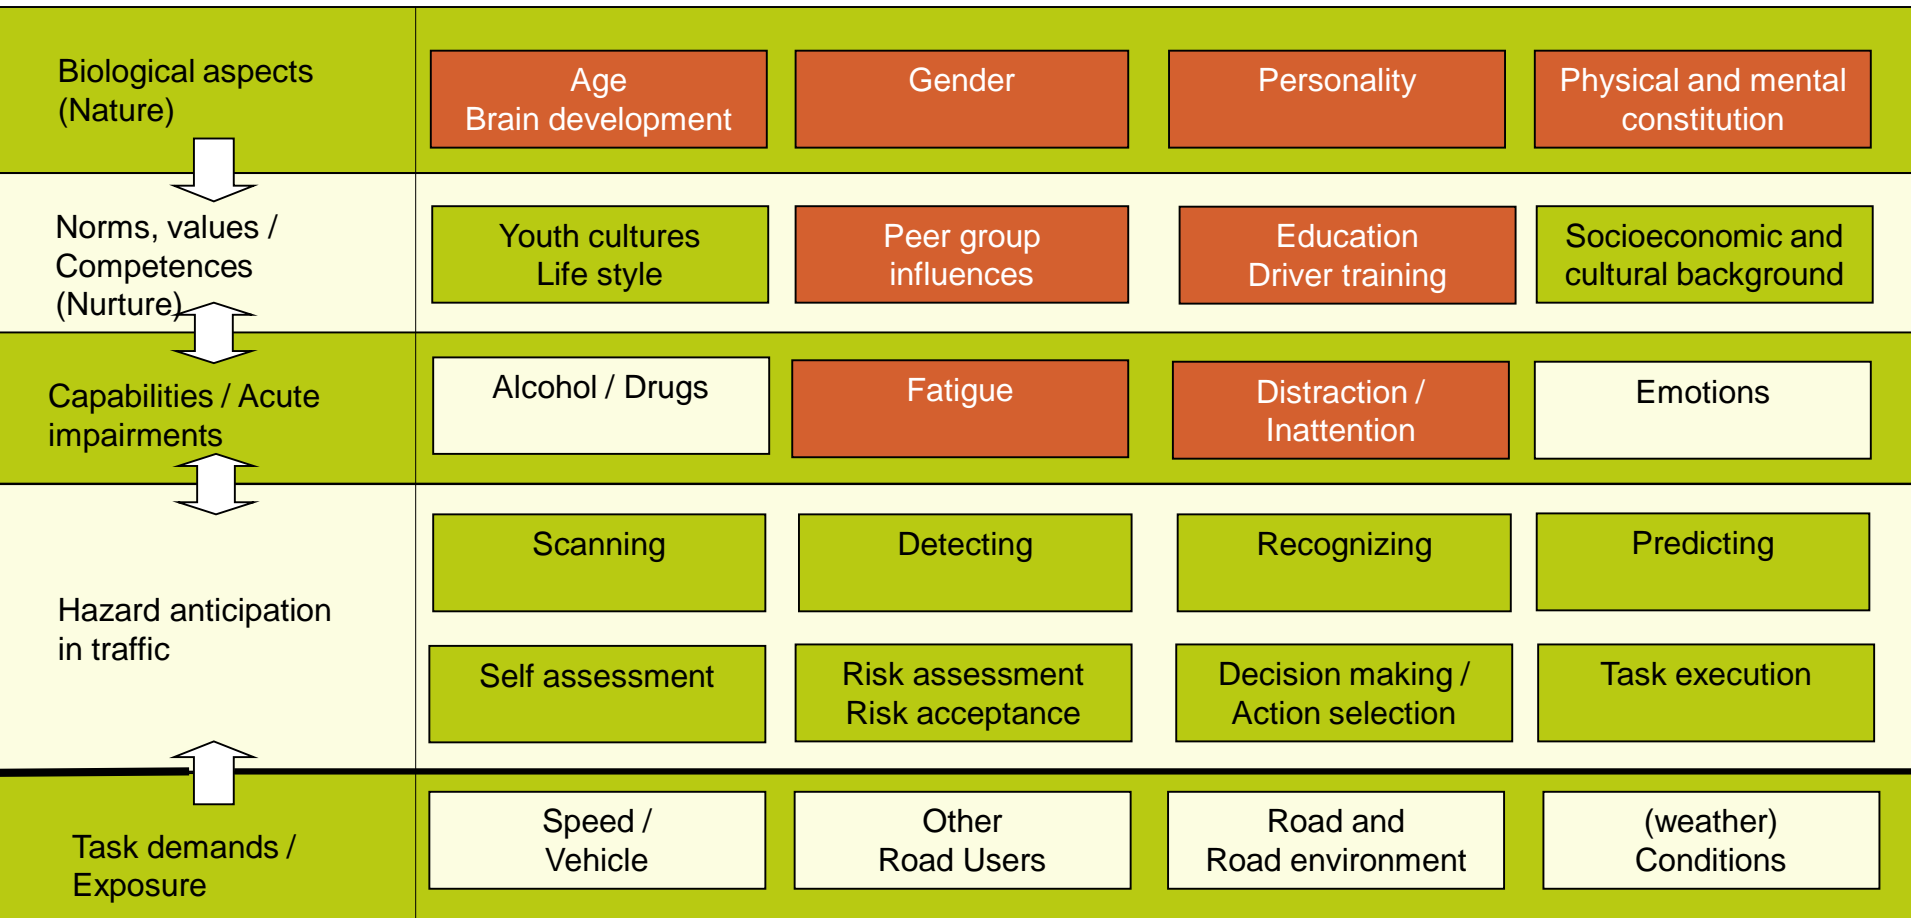 Biological aspects
(Nature)
Age
Brain development
Gender
Personality
Physical and mental
constitution
Norms, values /
Competences
(Nurture)
Youth cultures
Life style
Peer group
influences
Education
Driver training
Socioeconomic and
cultural background
Capabilities / Acute
impairments
Alcohol / Drugs
Fatigue
Distraction /
Inattention
Emotions
Hazard anticipation
in traffic
Scanning
Detecting
Recognizing
Predicting
Self assessment
Risk assessment
Risk acceptance
Decision making /
Action selection
Task execution
Task demands /
Exposure
Speed /
Vehicle
Other
Road Users
Road and
Road environment
(weather)
Conditions